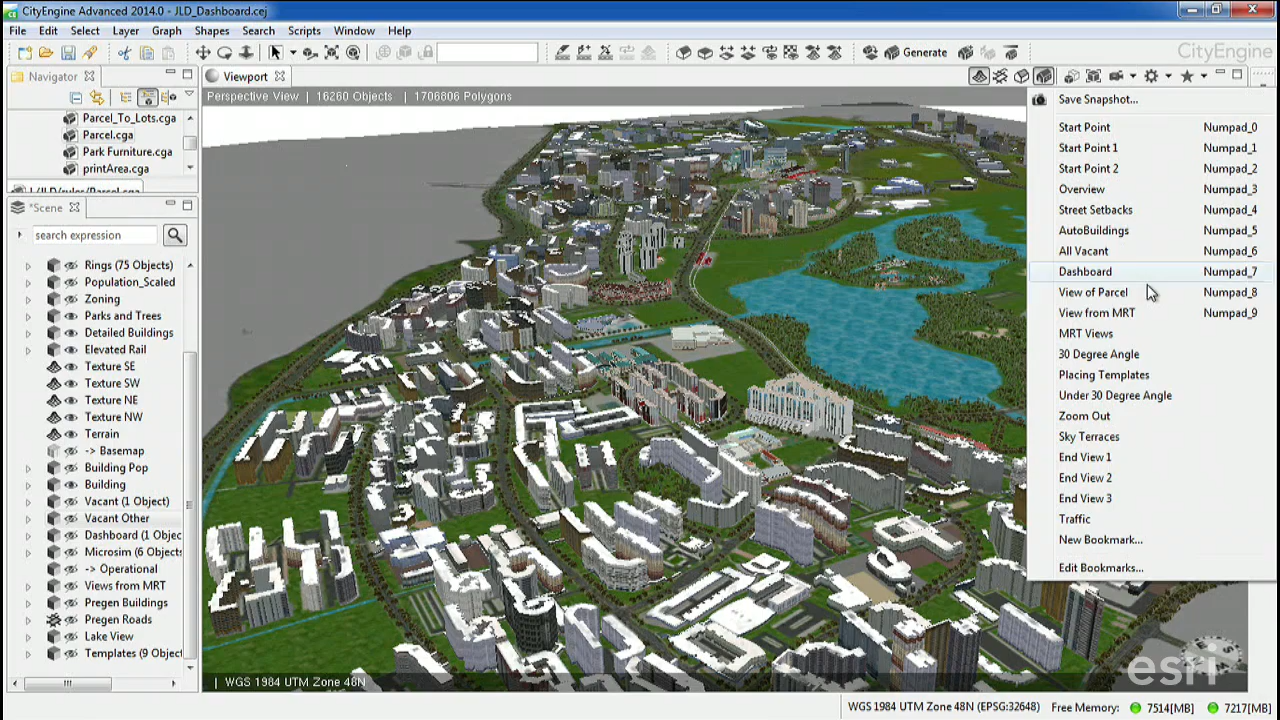 CityEngine Advanced 2014.0 - JLD_Dashboard.cej
File Edit Select Layer Graph Shapes Search Scripts Window Help
Generate
CityEngine
Navigator
Viewport
Perspective View | 16260 Objects | 1706806 Polygons
Parcel_To_Lots.cga
Parcel.cga
Park Furniture.cga
printArea.cga
/JLD/rules/Parcel.cga
*Scene
search expression
Rings (75 Objects)
Population_Scaled
Zoning
Parks and Trees
Detailed Buildings
Elevated Rail
Texture SE
Texture SW
Texture NE
Texture NW
Terrain
-> Basemap
Building Pop
Building
Vacant (1 Object)
Vacant Other
Dashboard (1 Objec
Microsim (6 Objects
-> Operational
Views from MRT
Pregen Buildings
Pregen Roads
Lake View
Templates (9 Object
Save Snapshot...
Start Point Numpad_0
Start Point 1 Numpad_1
Start Point 2 Numpad_2
Overview Numpad_3
Street Setbacks Numpad_4
AutoBuildings Numpad_5
All Vacant Numpad_6
Dashboard Numpad_7
View of Parcel Numpad_8
View from MRT Numpad_9
MRT Views
30 Degree Angle
Placing Templates
Under 30 Degree Angle
Zoom Out
Sky Terraces
End View 1
End View 2
End View 3
Traffic
New Bookmark...
Edit Bookmarks...
esri
| WGS 1984 UTM Zone 48N
WGS 1984 UTM Zone 48N (EPSG:32648) Free Memory: 7514[MB] 7217[MB]